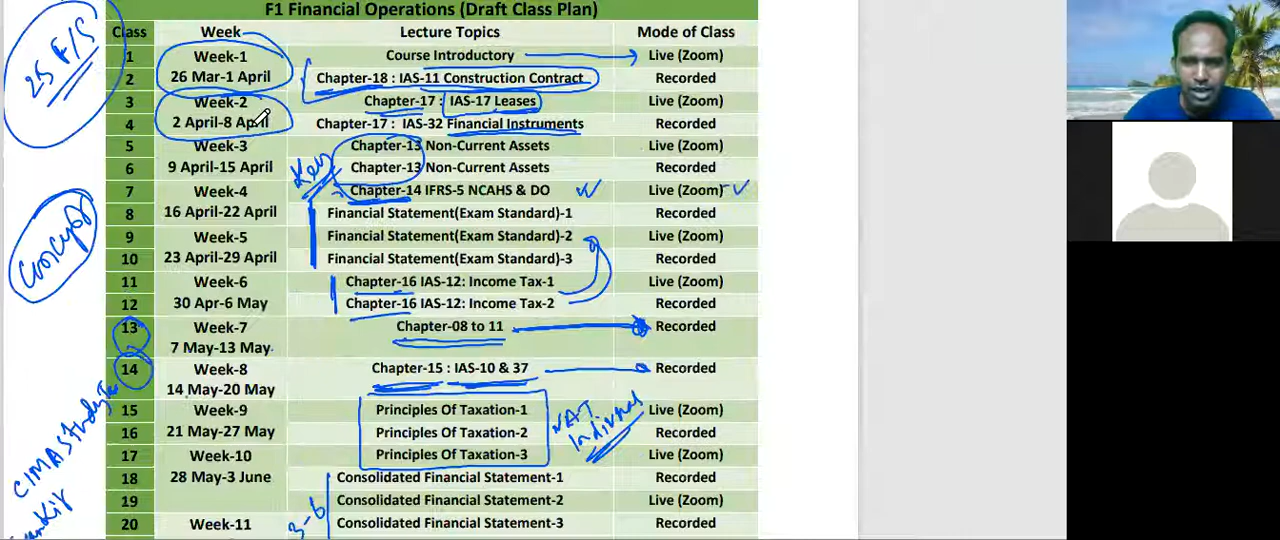 F1 Financial Operations (Draft Class Plan)
Class Week Lecture Topics Mode of Class
1 Week-1 Course Introductory Live (Zoom)
2 26 Mar-1 April Chapter-18 : IAS-11 Construction Contract Recorded
3 Week-2 Chapter-17 : IAS-17 Leases Live (Zoom)
4 2 April-8 April Chapter-17 : IAS-32 Financial Instruments Recorded
5 Week-3 Chapter-13 Non-Current Assets Live (Zoom)
6 9 April-15 April Chapter-13 Non-Current Assets Recorded
7 Week-4 Chapter-14 IFRS-5 NCAHS & DO Live (Zoom)
8 16 April-22 April Financial Statement(Exam Standard)-1 Recorded
9 Week-5 Financial Statement(Exam Standard)-2 Live (Zoom)
10 23 April-29 April Financial Statement(Exam Standard)-3 Recorded
11 Week-6 Chapter-16 IAS-12: Income Tax-1 Live (Zoom)
12 30 Apr-6 May Chapter-16 IAS-12: Income Tax-2 Recorded
13 Week-7 Chapter-08 to 11 Recorded
7 May-13 May
14 Week-8 Chapter-15 : IAS-10 & 37 Recorded
14 May-20 May
15 Week-9 Principles Of Taxation-1 Live (Zoom)
16 21 May-27 May Principles Of Taxation-2 Recorded
17 Week-10 Principles Of Taxation-3 Live (Zoom)
18 28 May-3 June Consolidated Financial Statement-1 Recorded
19 Consolidated Financial Statement-2 Live (Zoom)
20 Week-11 Consolidated Financial Statement-3 Recorded
25 F/S
Key
3-6